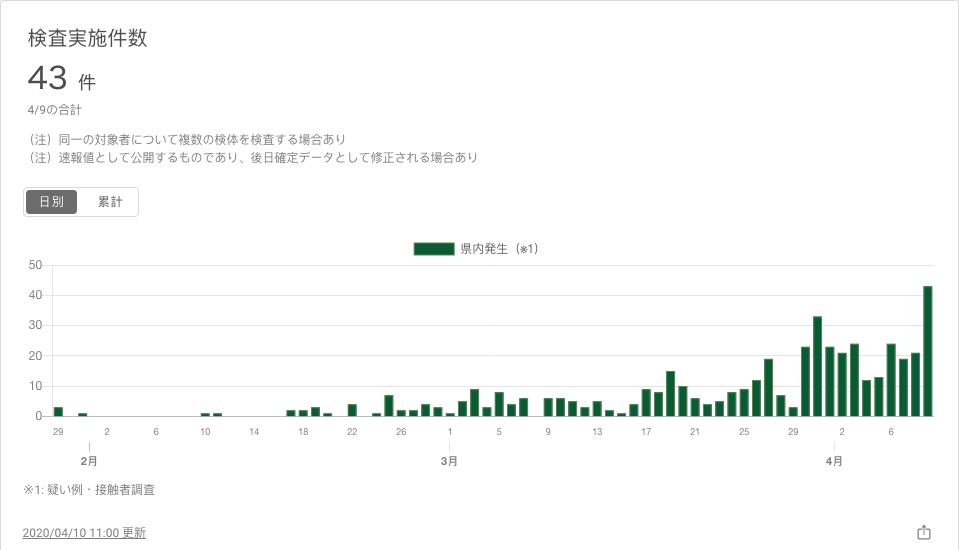 検査実施件数
43 件
4/9の合計
（注）同一の対象者について複数の検体を検査する場合あり
（注）速報値として公開するものであり、後日確定データとして修正される場合あり
日別 累計
県内発生（※1）
50
40
30
20
10
0
29 2 6 10 14 18 22 26 1 5 9 13 17 21 25 29 2 6
2月 3月 4月
※1: 疑い例・接触者調査
2020/04/10 11:00 更新